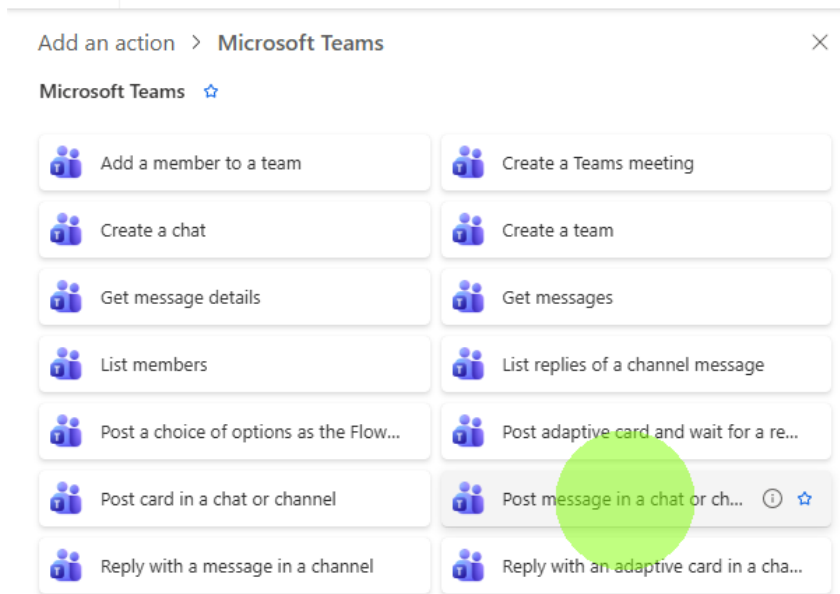 Add an action > Microsoft Teams
Microsoft Teams
Add a member to a team
Create a Teams meeting
Create a chat
Create a team
Get message details
Get messages
List members
List replies of a channel message
Post a choice of options as the Flow...
Post adaptive card and wait for a re...
Post card in a chat or channel
Post message in a chat or ch...
Reply with a message in a channel
Reply with an adaptive card in a cha...